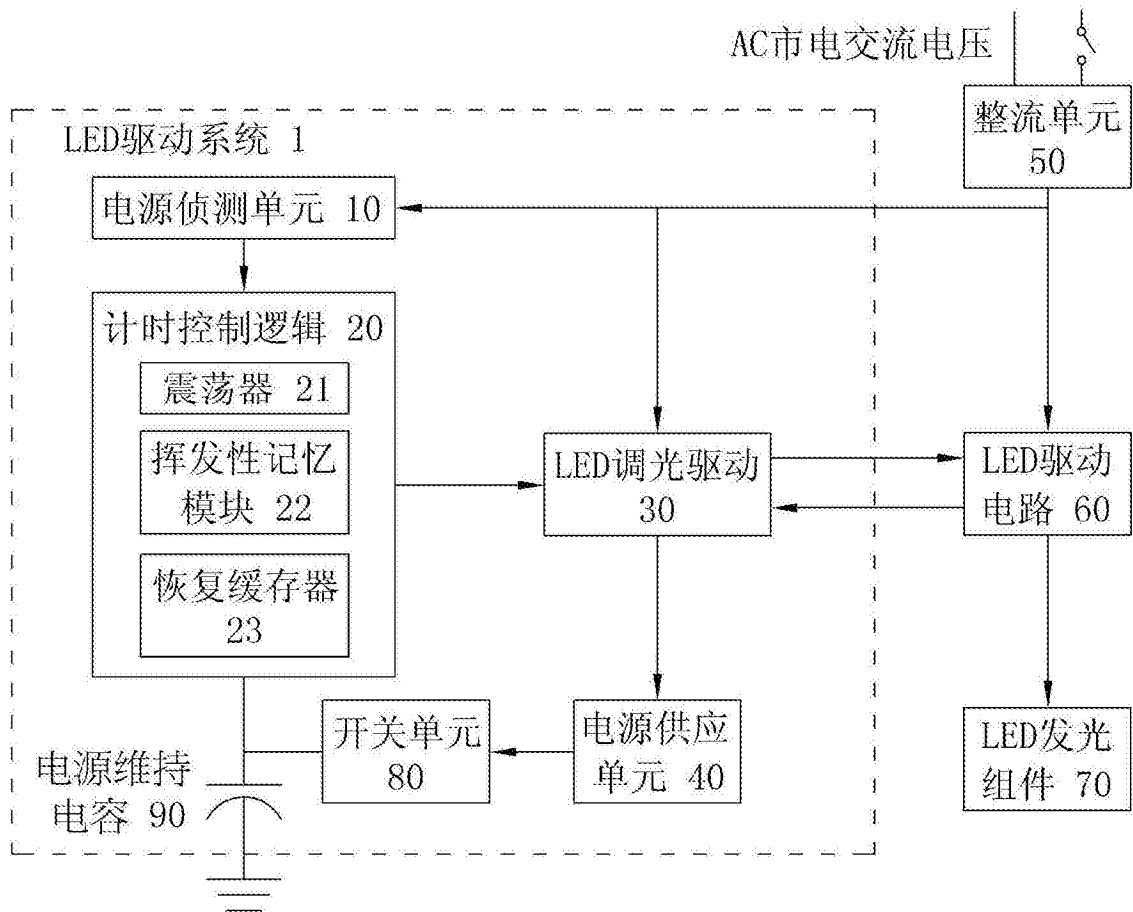 AC市电交流电压
整流单元
50
LED驱动系统 1
电源侦测单元 10
计时控制逻辑 20
震荡器 21
挥发性记忆
模块 22
恢复缓存器
23
LED调光驱动
30
LED驱动
电路 60
开关单元
80
电源供应
单元 40
LED发光
组件 70
电源维持
电容 90